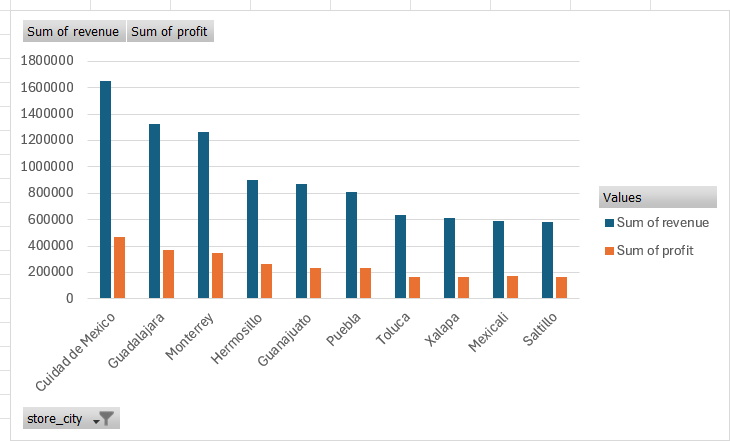 Sum of revenue Sum of profit
1800000
1600000
1400000
1200000
1000000
800000
600000
400000
200000
0
Cuidad de Mexico
Guadalajara
Monterrey
Hermosillo
Guanajuato
Puebla
Toluca
Xalapa
Mexicali
Saltillo
Values
Sum of revenue
Sum of profit
store_city